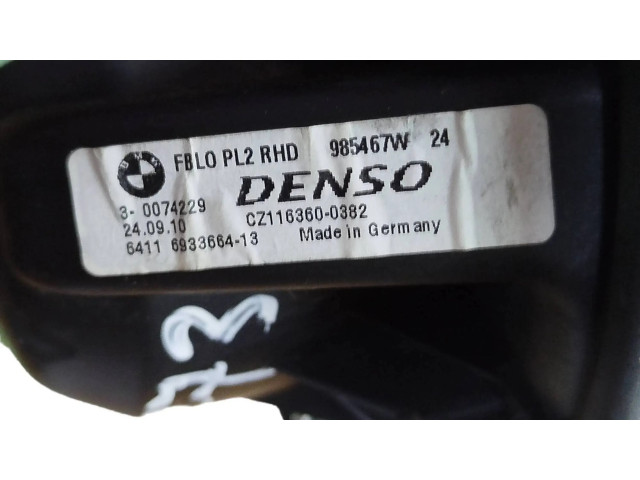 BMW FBLO PL2 RHD 985467W 24
DENSO
3- 0074229 CZ116360-0382
24.09.10 Made in Germany
6411 6933664-13